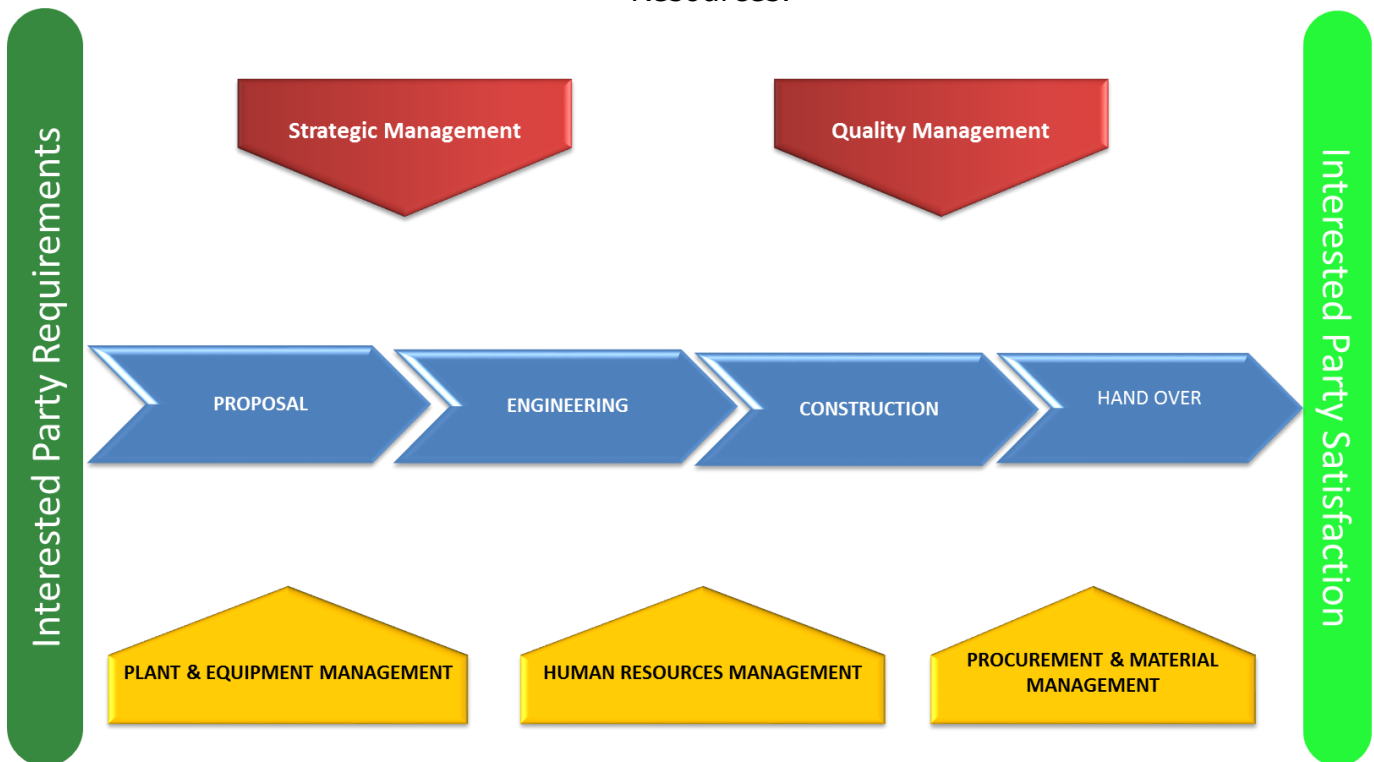 Resources.
Interested Party Requirements
Strategic Management
Quality Management
PROPOSAL
ENGINEERING
CONSTRUCTION
HAND OVER
PLANT & EQUIPMENT MANAGEMENT
HUMAN RESOURCES MANAGEMENT
PROCUREMENT & MATERIAL
MANAGEMENT
Interested Party Satisfaction